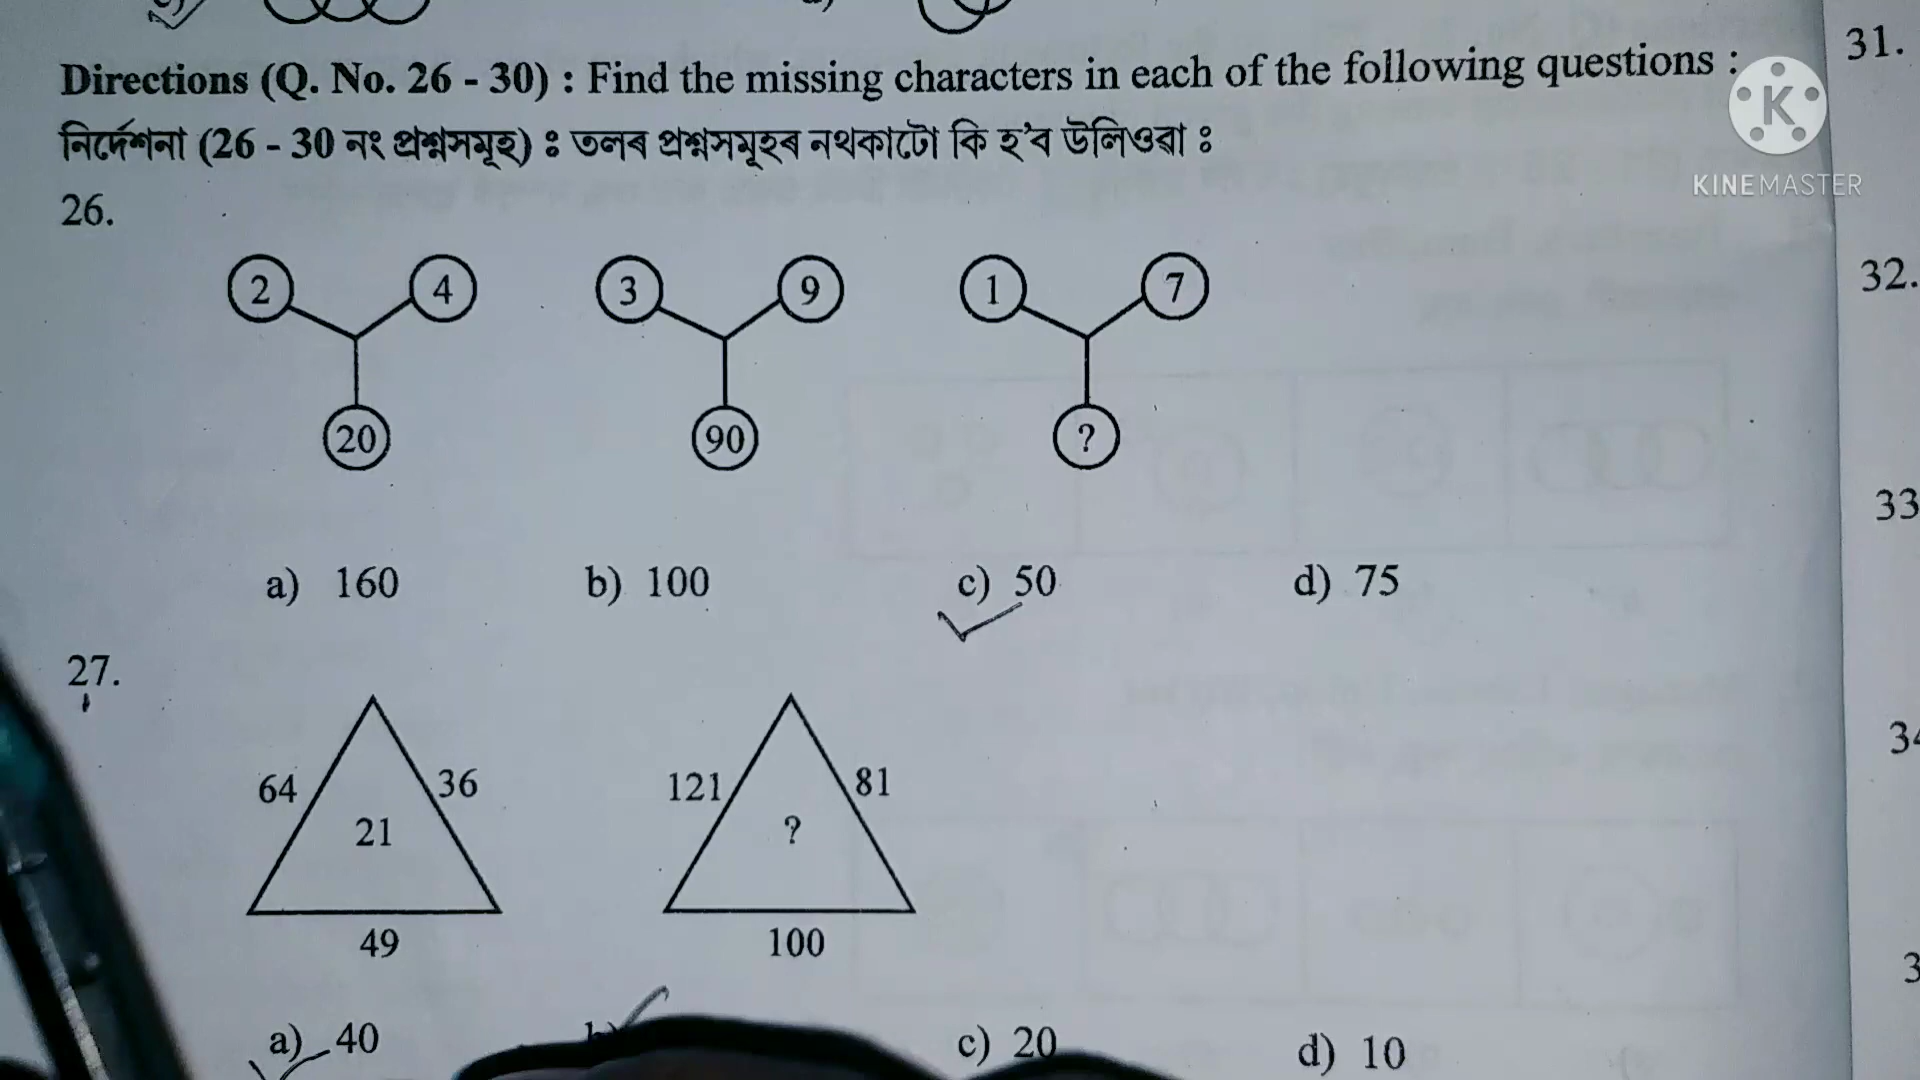 Directions (Q. No. 26 - 30) : Find the missing characters in each of the following questions :
নিৰ্দেশনা (26 - 30 নং প্ৰশ্নসমূহ) ঃ তলৰ প্ৰশ্নসমূহৰ নথকাটো কি হ'ব উলিওৱা ঃ
KINEMASTER
26.
2 4 3 9 1 7
20 90 ?
a) 160 b) 100 c) 50 d) 75
27.
64 36 121 81
21 ?
49 100
a) 40 c) 20 d) 10
31.
32.
33